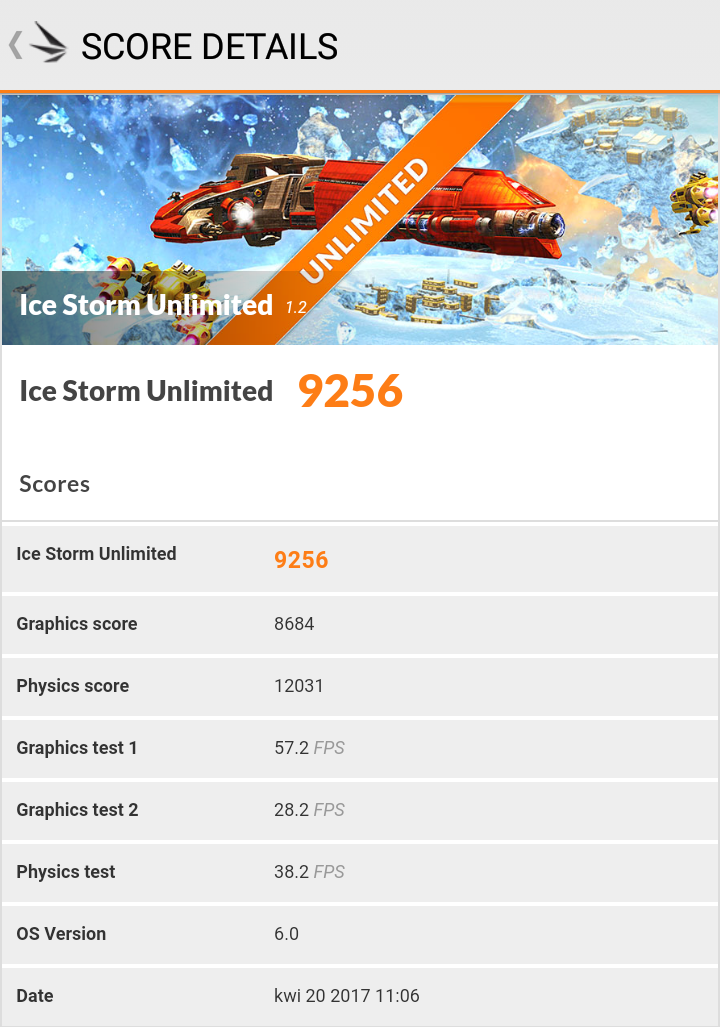 SCORE DETAILS
UNLIMITED
Ice Storm Unlimited 1.2
Ice Storm Unlimited 9256
Scores
Ice Storm Unlimited 9256
Graphics score 8684
Physics score 12031
Graphics test 1 57.2 FPS
Graphics test 2 28.2 FPS
Physics test 38.2 FPS
OS Version 6.0
Date kwi 20 2017 11:06